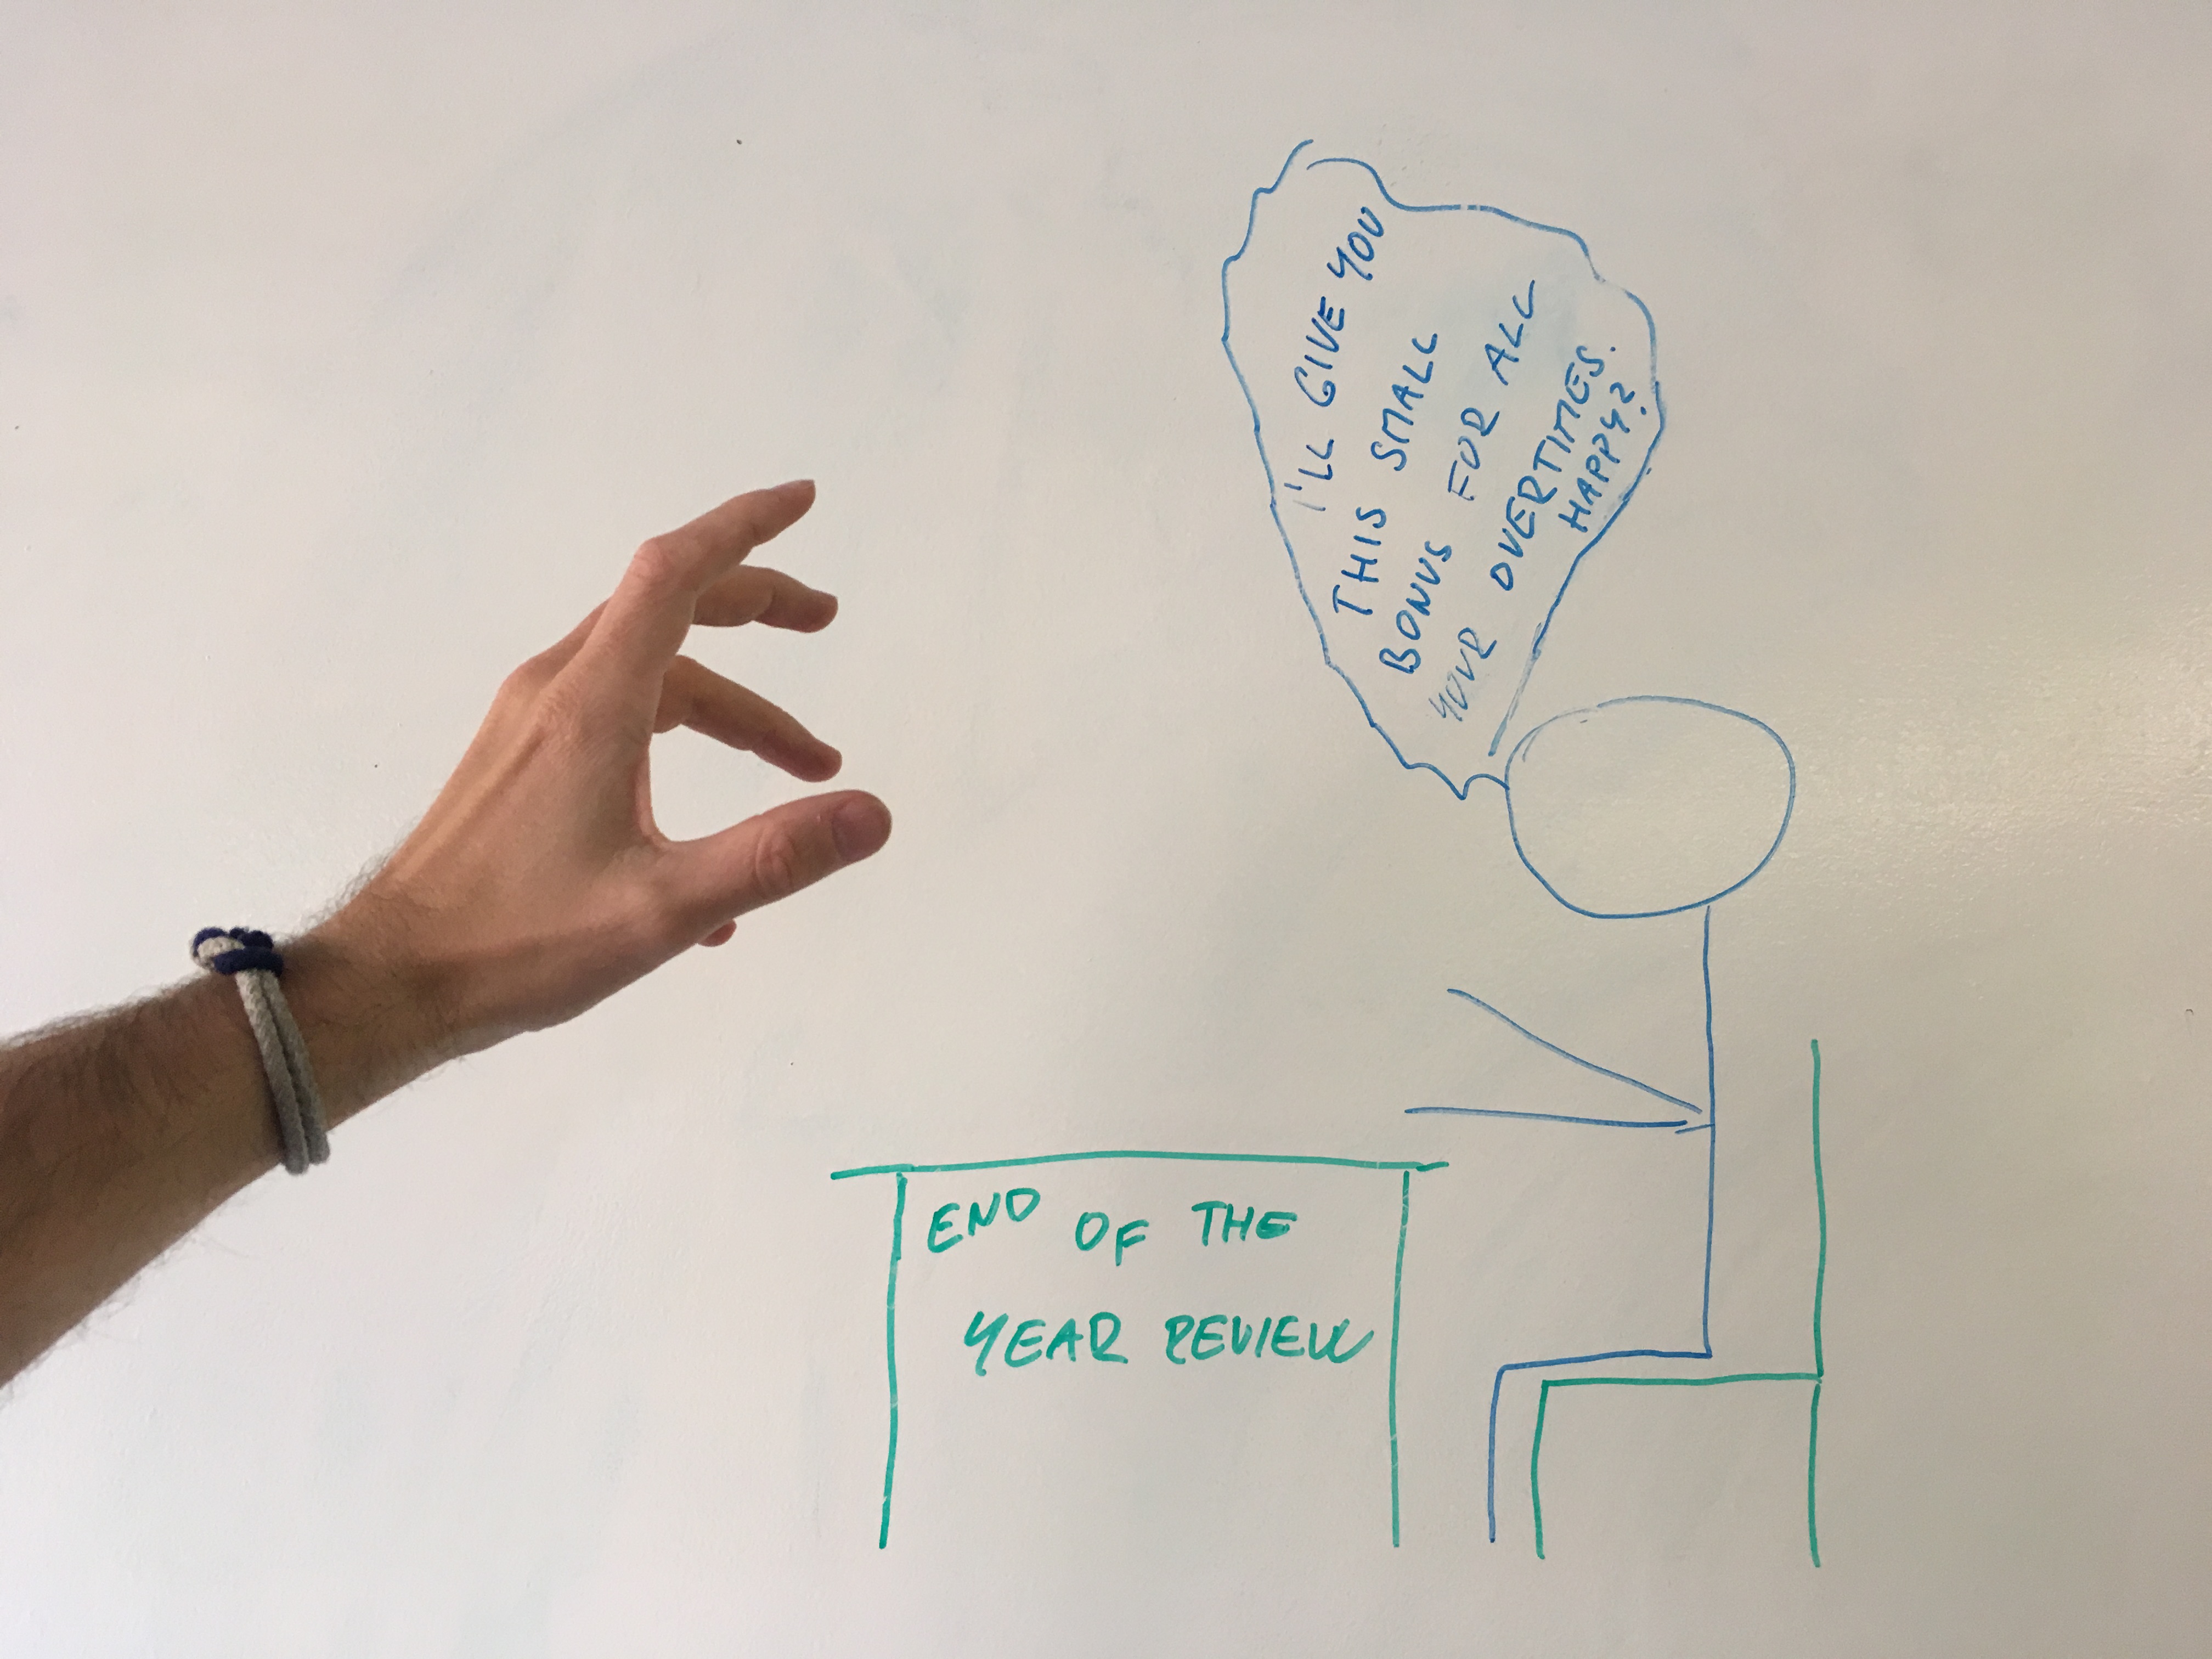 I'LL GIVE YOU
THIS SMALL
BONUS FOR ALL
YOUR OVERTIMES.
HAPPY?
END OF THE
YEAR REVIEW